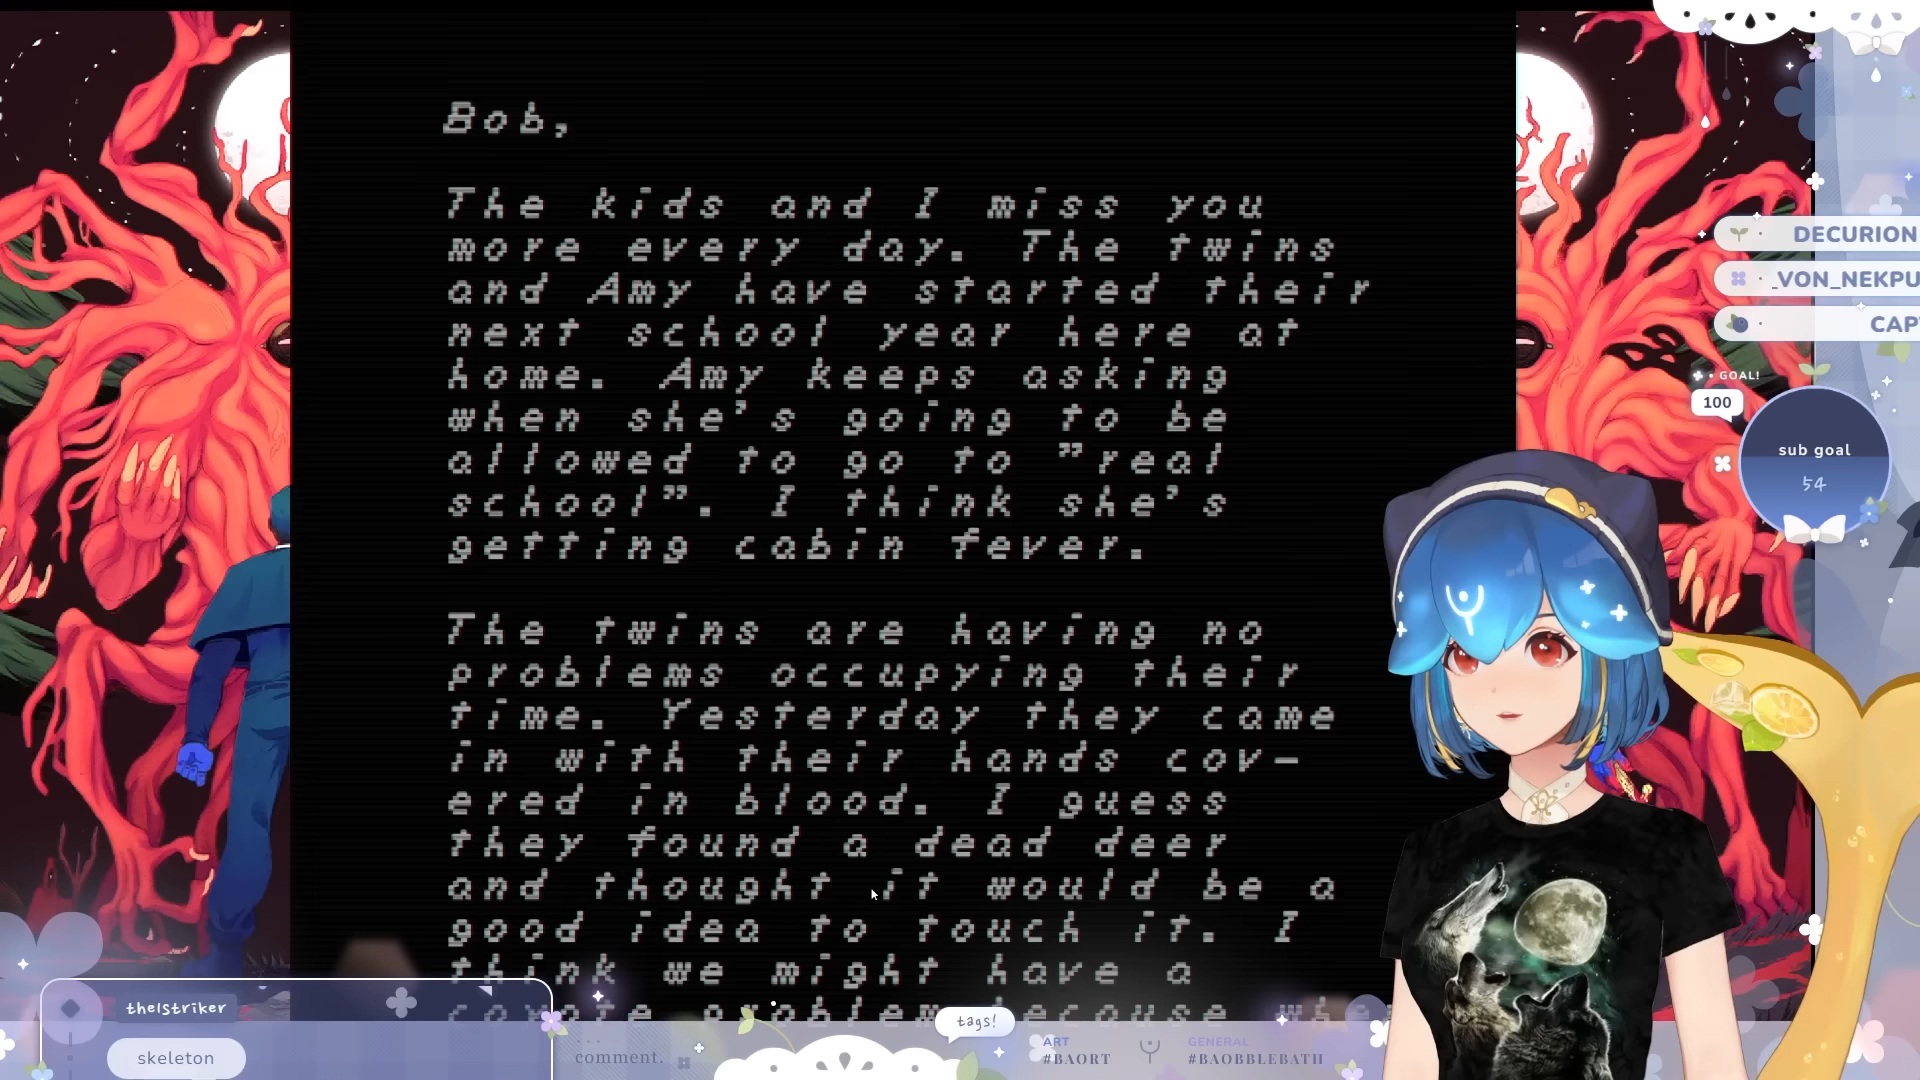 Bob,
The kids and I miss you
more every day. The twins
and Amy have started their
next school year here at
home. Amy keeps asking
when she's going to be
allowed to go to "real
school". I think she's
getting cabin fever.
The twins are having no
problems occupying their
time. Yesterday they came
in with their hands cov-
ered in blood. I guess
they found a dead deer
and thought it would be a
good idea to touch it. I
think we might have a
coyote problem because whe
DECURION
_VON_NEKPU
CAP
• GOAL!
100
sub goal
54
the1striker
skeleton
comment.
tags!
ART
#BAORT
GENERAL
#BAOBBLEBATH